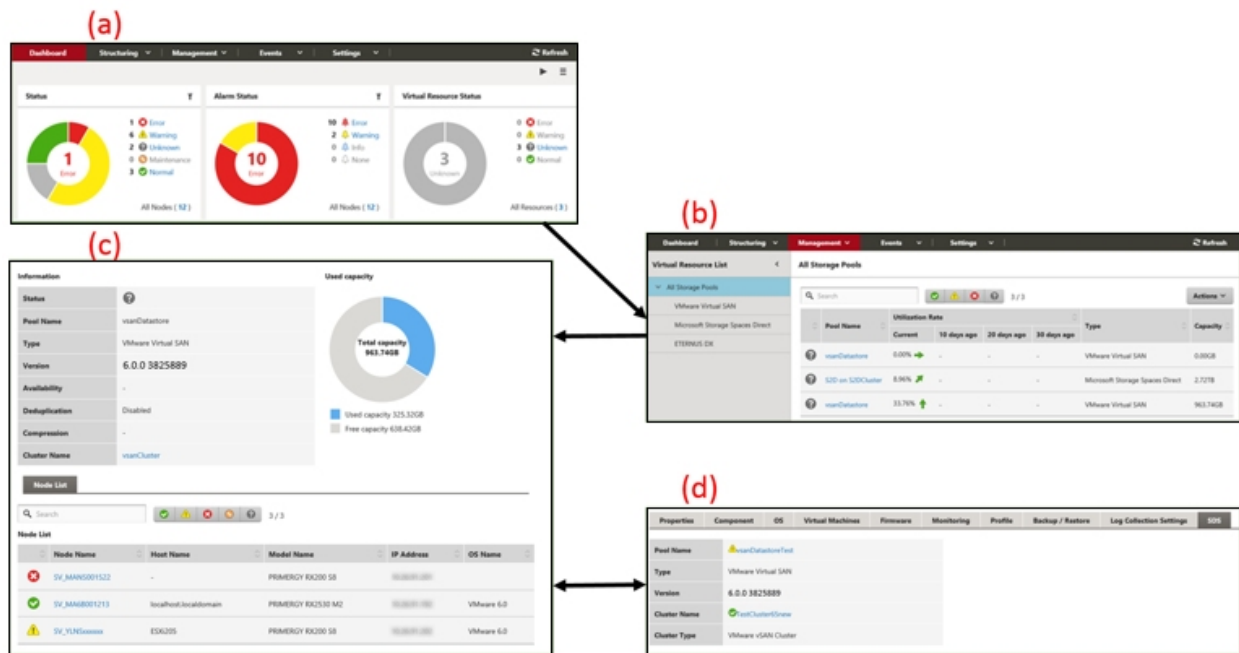 (a)
Dashboard Structuring Management Events Settings Refresh
Status Alarm Status Virtual Resource Status
1 Error
6 Warning
2 Unknown
0 Maintenance
3 Normal
1
Error
All Nodes ( 12 )
10 Error
2 Warning
0 Info
0 None
10
Error
All Nodes ( 12 )
0 Error
0 Warning
3 Unknown
0 Normal
3
Unknown
All Resources ( 3 )
(b)
Dashboard Structuring Management Events Settings Refresh
Virtual Resource List
All Storage Pools
VMware Virtual SAN
Microsoft Storage Spaces Direct
ETERNUS DX
All Storage Pools
Search 3 / 3 Actions
Pool Name Utilization Rate Type Capacity
Current 10 days ago 20 days ago 30 days ago
vsanDatastore 0.00% - - - VMware Virtual SAN 0.00GB
S2D on S2DCluster 8.96% - - - Microsoft Storage Spaces Direct 2.72TB
vsanDatastore 33.76% - - - VMware Virtual SAN 963.74GB
(c)
Information
Status
Pool Name vsanDatastore
Type VMware Virtual SAN
Version 6.0.0 3825889
Availability -
Deduplication Disabled
Compression -
Cluster Name vsanCluster
Used capacity
Total capacity
963.74GB
Used capacity 325.32GB
Free capacity 638.42GB
Node List
Search 3 / 3
Node List
Node Name Host Name Model Name IP Address OS Name
SV_MANS001522 - PRIMERGY RX200 S8
SV_MA6B001213 localhost.localdomain PRIMERGY RX2530 M2 VMware 6.0
SV_YLNSxxxxxx ESXi205 PRIMERGY RX200 S8 VMware 6.0
(d)
Properties Component OS Virtual Machines Firmware Monitoring Profile Backup / Restore Log Collection Settings SDS
Pool Name vsanDatastoreTest
Type VMware Virtual SAN
Version 6.0.0 3825889
Cluster Name TestCluster65new
Cluster Type VMware vSAN Cluster